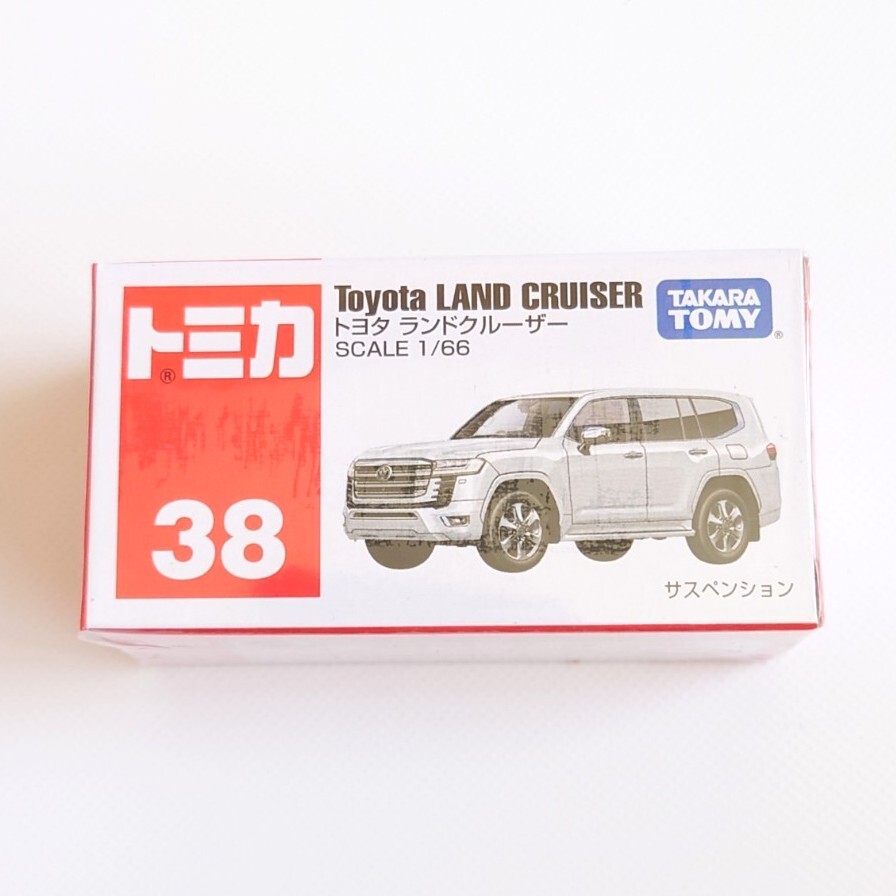 トミカ®
38
Toyota LAND CRUISER
トヨタ ランドクルーザー
SCALE 1/66
TAKARA
TOMY®
サスペンション